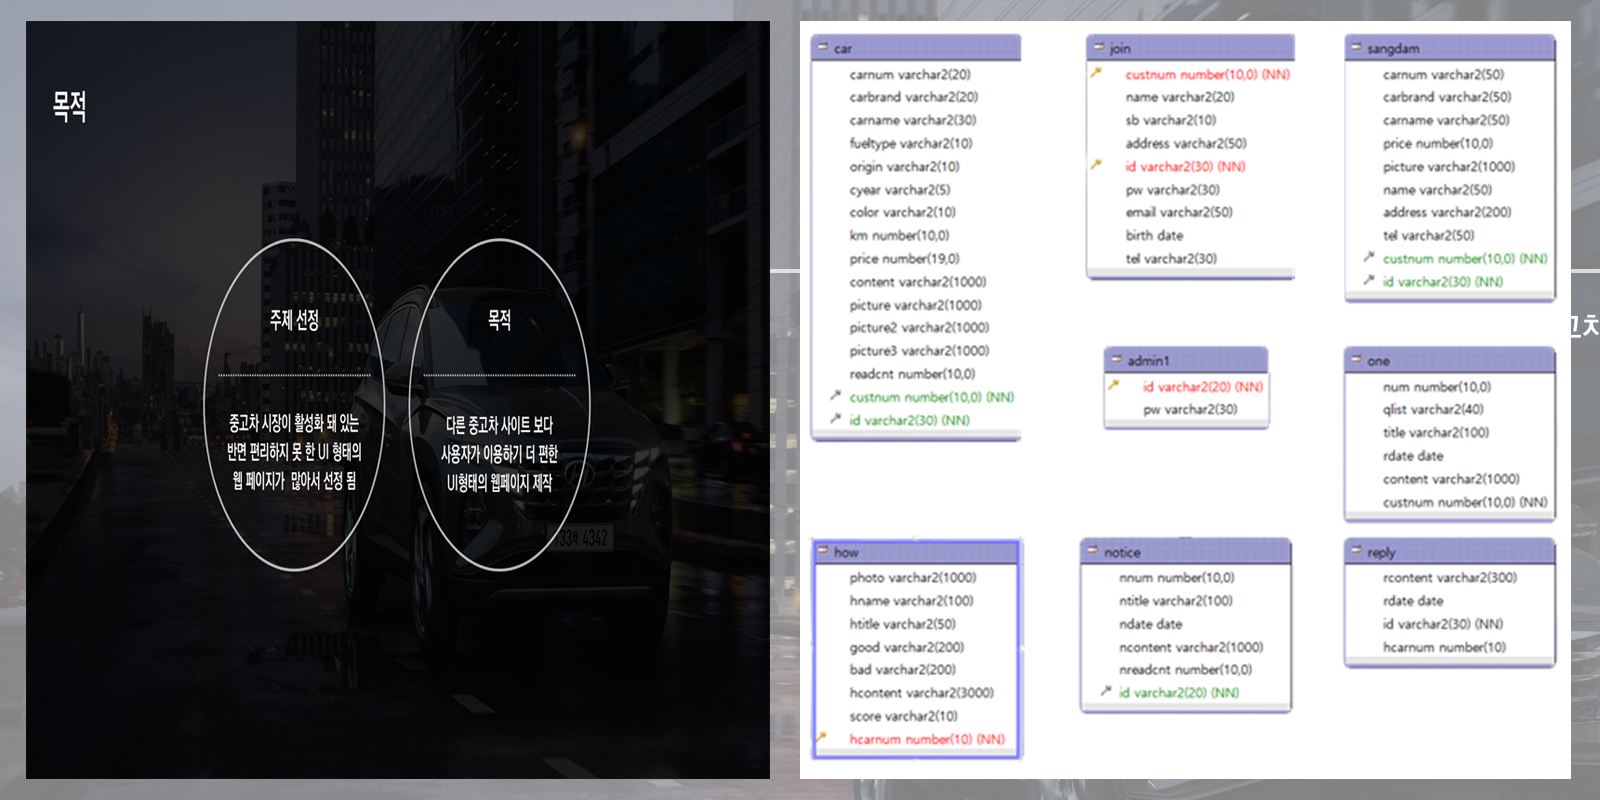 목적
주제 선정
중고차 시장이 활성화 돼 있는
반면 편리하지 못 한 UI 형태의
웹 페이지가 많아서 선정 됨
목적
다른 중고차 사이트 보다
사용자가 이용하기 더 편한
UI형태의 웹페이지 제작
4342
car
carnum varchar2(20)
carbrand varchar2(20)
carname varchar2(30)
fueltype varchar2(10)
origin varchar2(10)
cyear varchar2(5)
color varchar2(10)
km number(10,0)
price number(19,0)
content varchar2(1000)
picture varchar2(1000)
picture2 varchar2(1000)
picture3 varchar2(1000)
readcnt number(10,0)
custnum number(10,0) (NN)
id varchar2(30) (NN)
join
custnum number(10,0) (NN)
name varchar2(20)
sb varchar2(10)
address varchar2(50)
id varchar2(30) (NN)
pw varchar2(30)
email varchar2(50)
birth date
tel varchar2(30)
sangdam
carnum varchar2(50)
carbrand varchar2(50)
carname varchar2(50)
price number(10,0)
picture varchar2(1000)
name varchar2(50)
address varchar2(200)
tel varchar2(50)
custnum number(10,0) (NN)
id varchar2(30) (NN)
admin1
id varchar2(20) (NN)
pw varchar2(30)
one
num number(10,0)
qlist varchar2(40)
title varchar2(100)
rdate date
content varchar2(1000)
custnum number(10,0) (NN)
how
photo varchar2(1000)
hname varchar2(100)
htitle varchar2(50)
good varchar2(200)
bad varchar2(200)
hcontent varchar2(3000)
score varchar2(10)
hcarnum number(10) (NN)
notice
nnum number(10,0)
ntitle varchar2(100)
ndate date
ncontent varchar2(1000)
nreadcnt number(10,0)
id varchar2(20) (NN)
reply
rcontent varchar2(300)
rdate date
id varchar2(30) (NN)
hcarnum number(10)